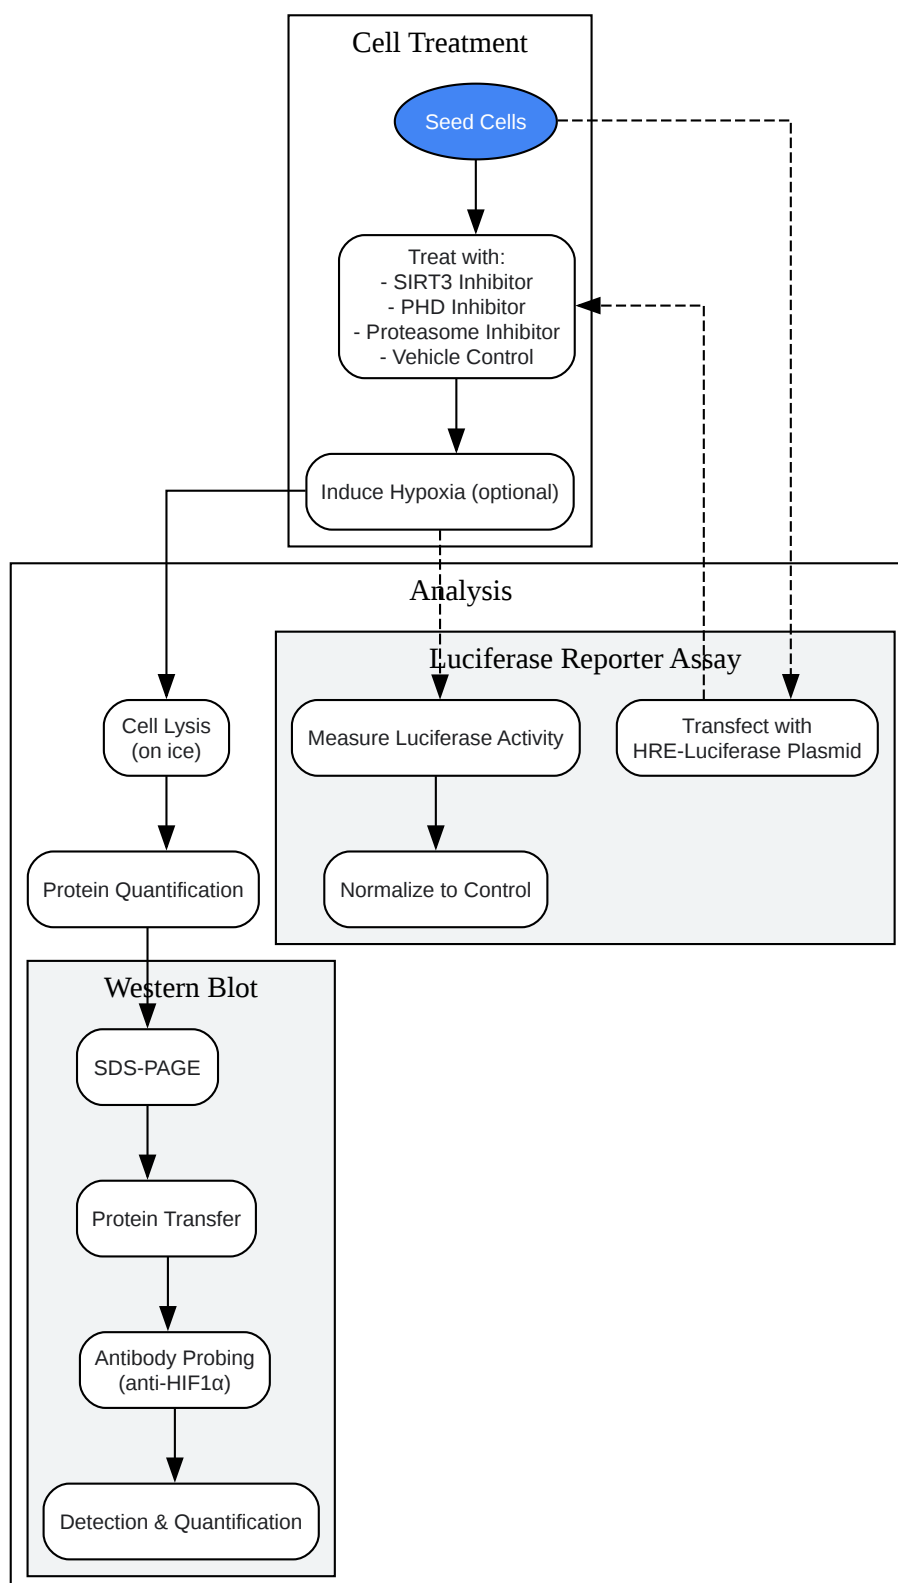 Cell Treatment
Seed Cells
Treat with:
- SIRT3 Inhibitor
- PHD Inhibitor
- Proteasome Inhibitor
- Vehicle Control
Induce Hypoxia (optional)
Analysis
Luciferase Reporter Assay
Cell Lysis
(on ice)
Measure Luciferase Activity
Transfect with
HRE-Luciferase Plasmid
Protein Quantification
Normalize to Control
Western Blot
SDS-PAGE
Protein Transfer
Antibody Probing
(anti-HIF1α)
Detection & Quantification